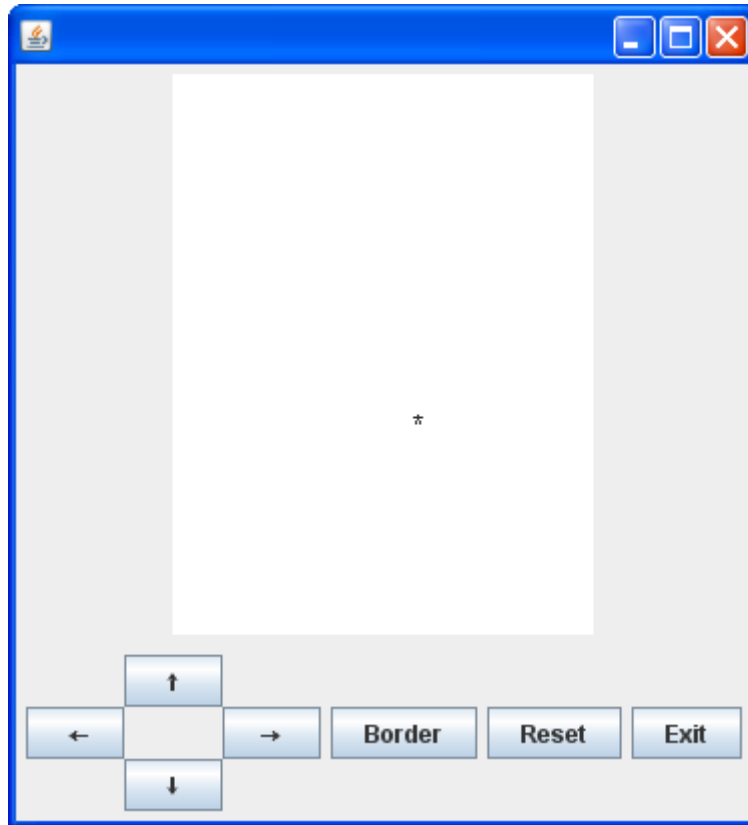 *
↑
← → Border Reset Exit
↓